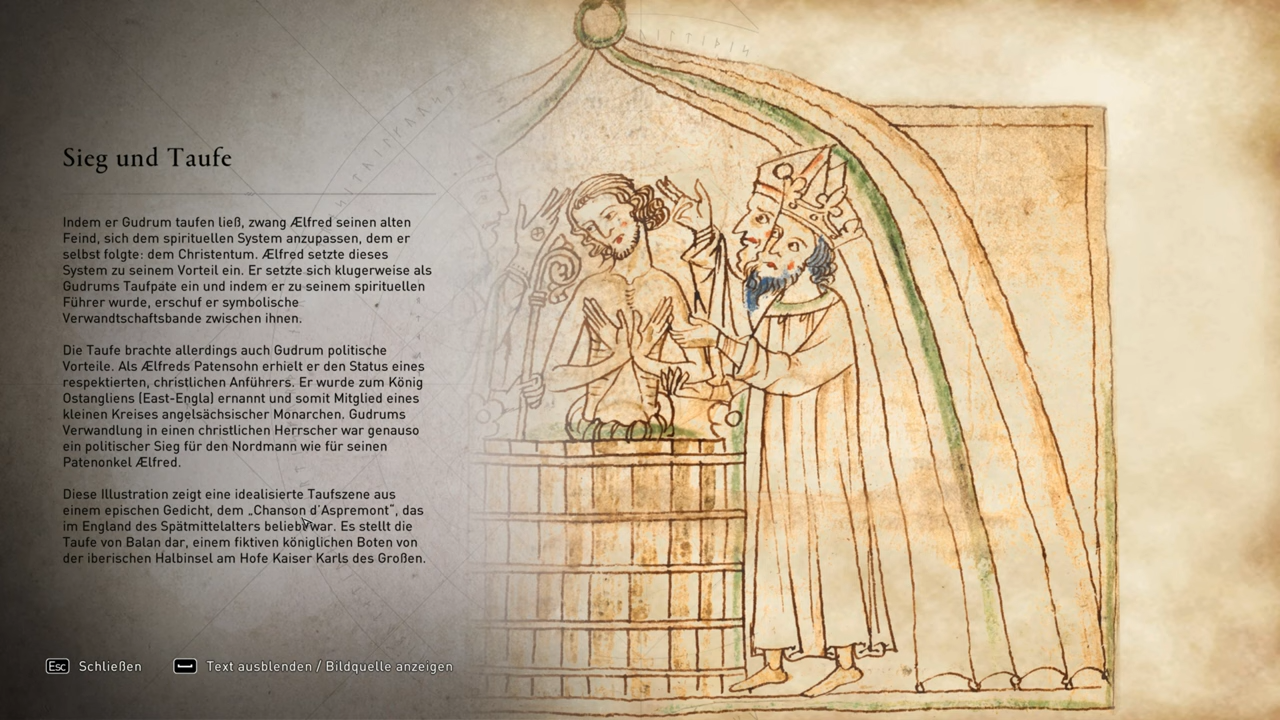 Sieg und Taufe
Indem er Gudrum taufen ließ, zwang Ælfred seinen alten
Feind, sich dem spirituellen System anzupassen, dem er
selbst folgte: dem Christentum. Ælfred setzte dieses
System zu seinem Vorteil ein. Er setzte sich klugerweise als
Gudrums Taufpate ein und indem er zu seinem spirituellen
Führer wurde, erschuf er symbolische
Verwandtschaftsbande zwischen ihnen.
Die Taufe brachte allerdings auch Gudrum politische
Vorteile. Als Ælfreds Patensohn erhielt er den Status eines
respektierten, christlichen Anführers. Er wurde zum König
Ostangliens (East-Engla) ernannt und somit Mitglied eines
kleinen Kreises angelsächsischer Monarchen. Gudrums
Verwandlung in einen christlichen Herrscher war genauso
ein politischer Sieg für den Nordmann wie für seinen
Patenonkel Ælfred.
Diese Illustration zeigt eine idealisierte Taufszene aus
einem epischen Gedicht, dem „Chanson d'Aspremont“, das
im England des Spätmittelalters beliebt war. Es stellt die
Taufe von Balan dar, einem fiktiven königlichen Boten von
der iberischen Halbinsel am Hofe Kaiser Karls des Großen.
Esc Schließen
Text ausblenden / Bildquelle anzeigen